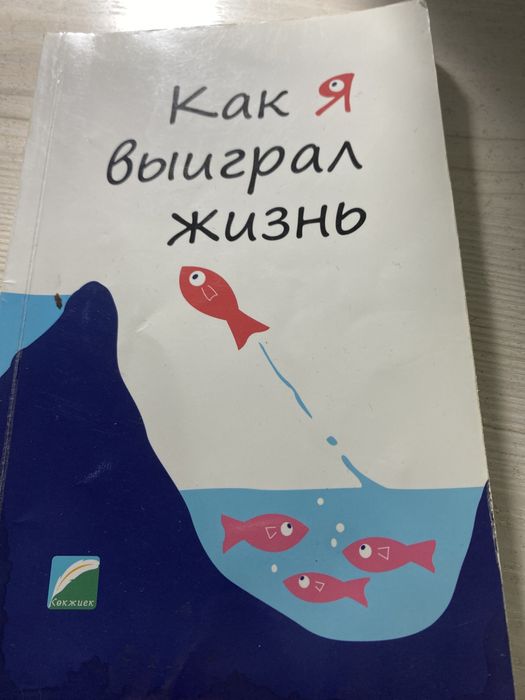 Как Я
выиграл
жизнь
Көкжиек